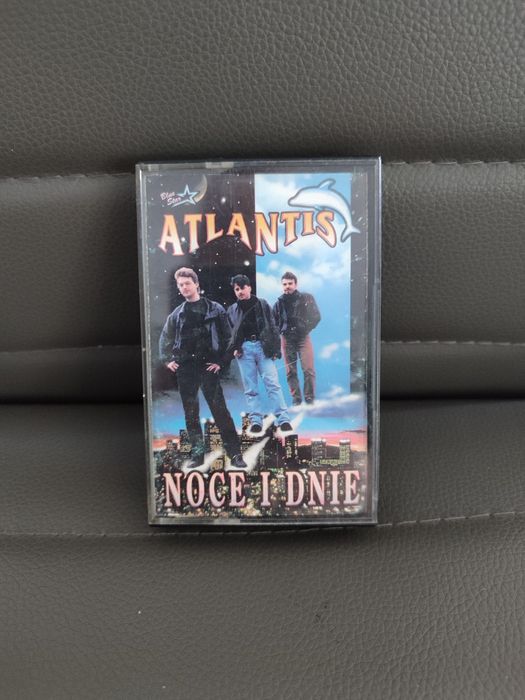 Blue
Star
ATLANTIS
NOCE I DNIE